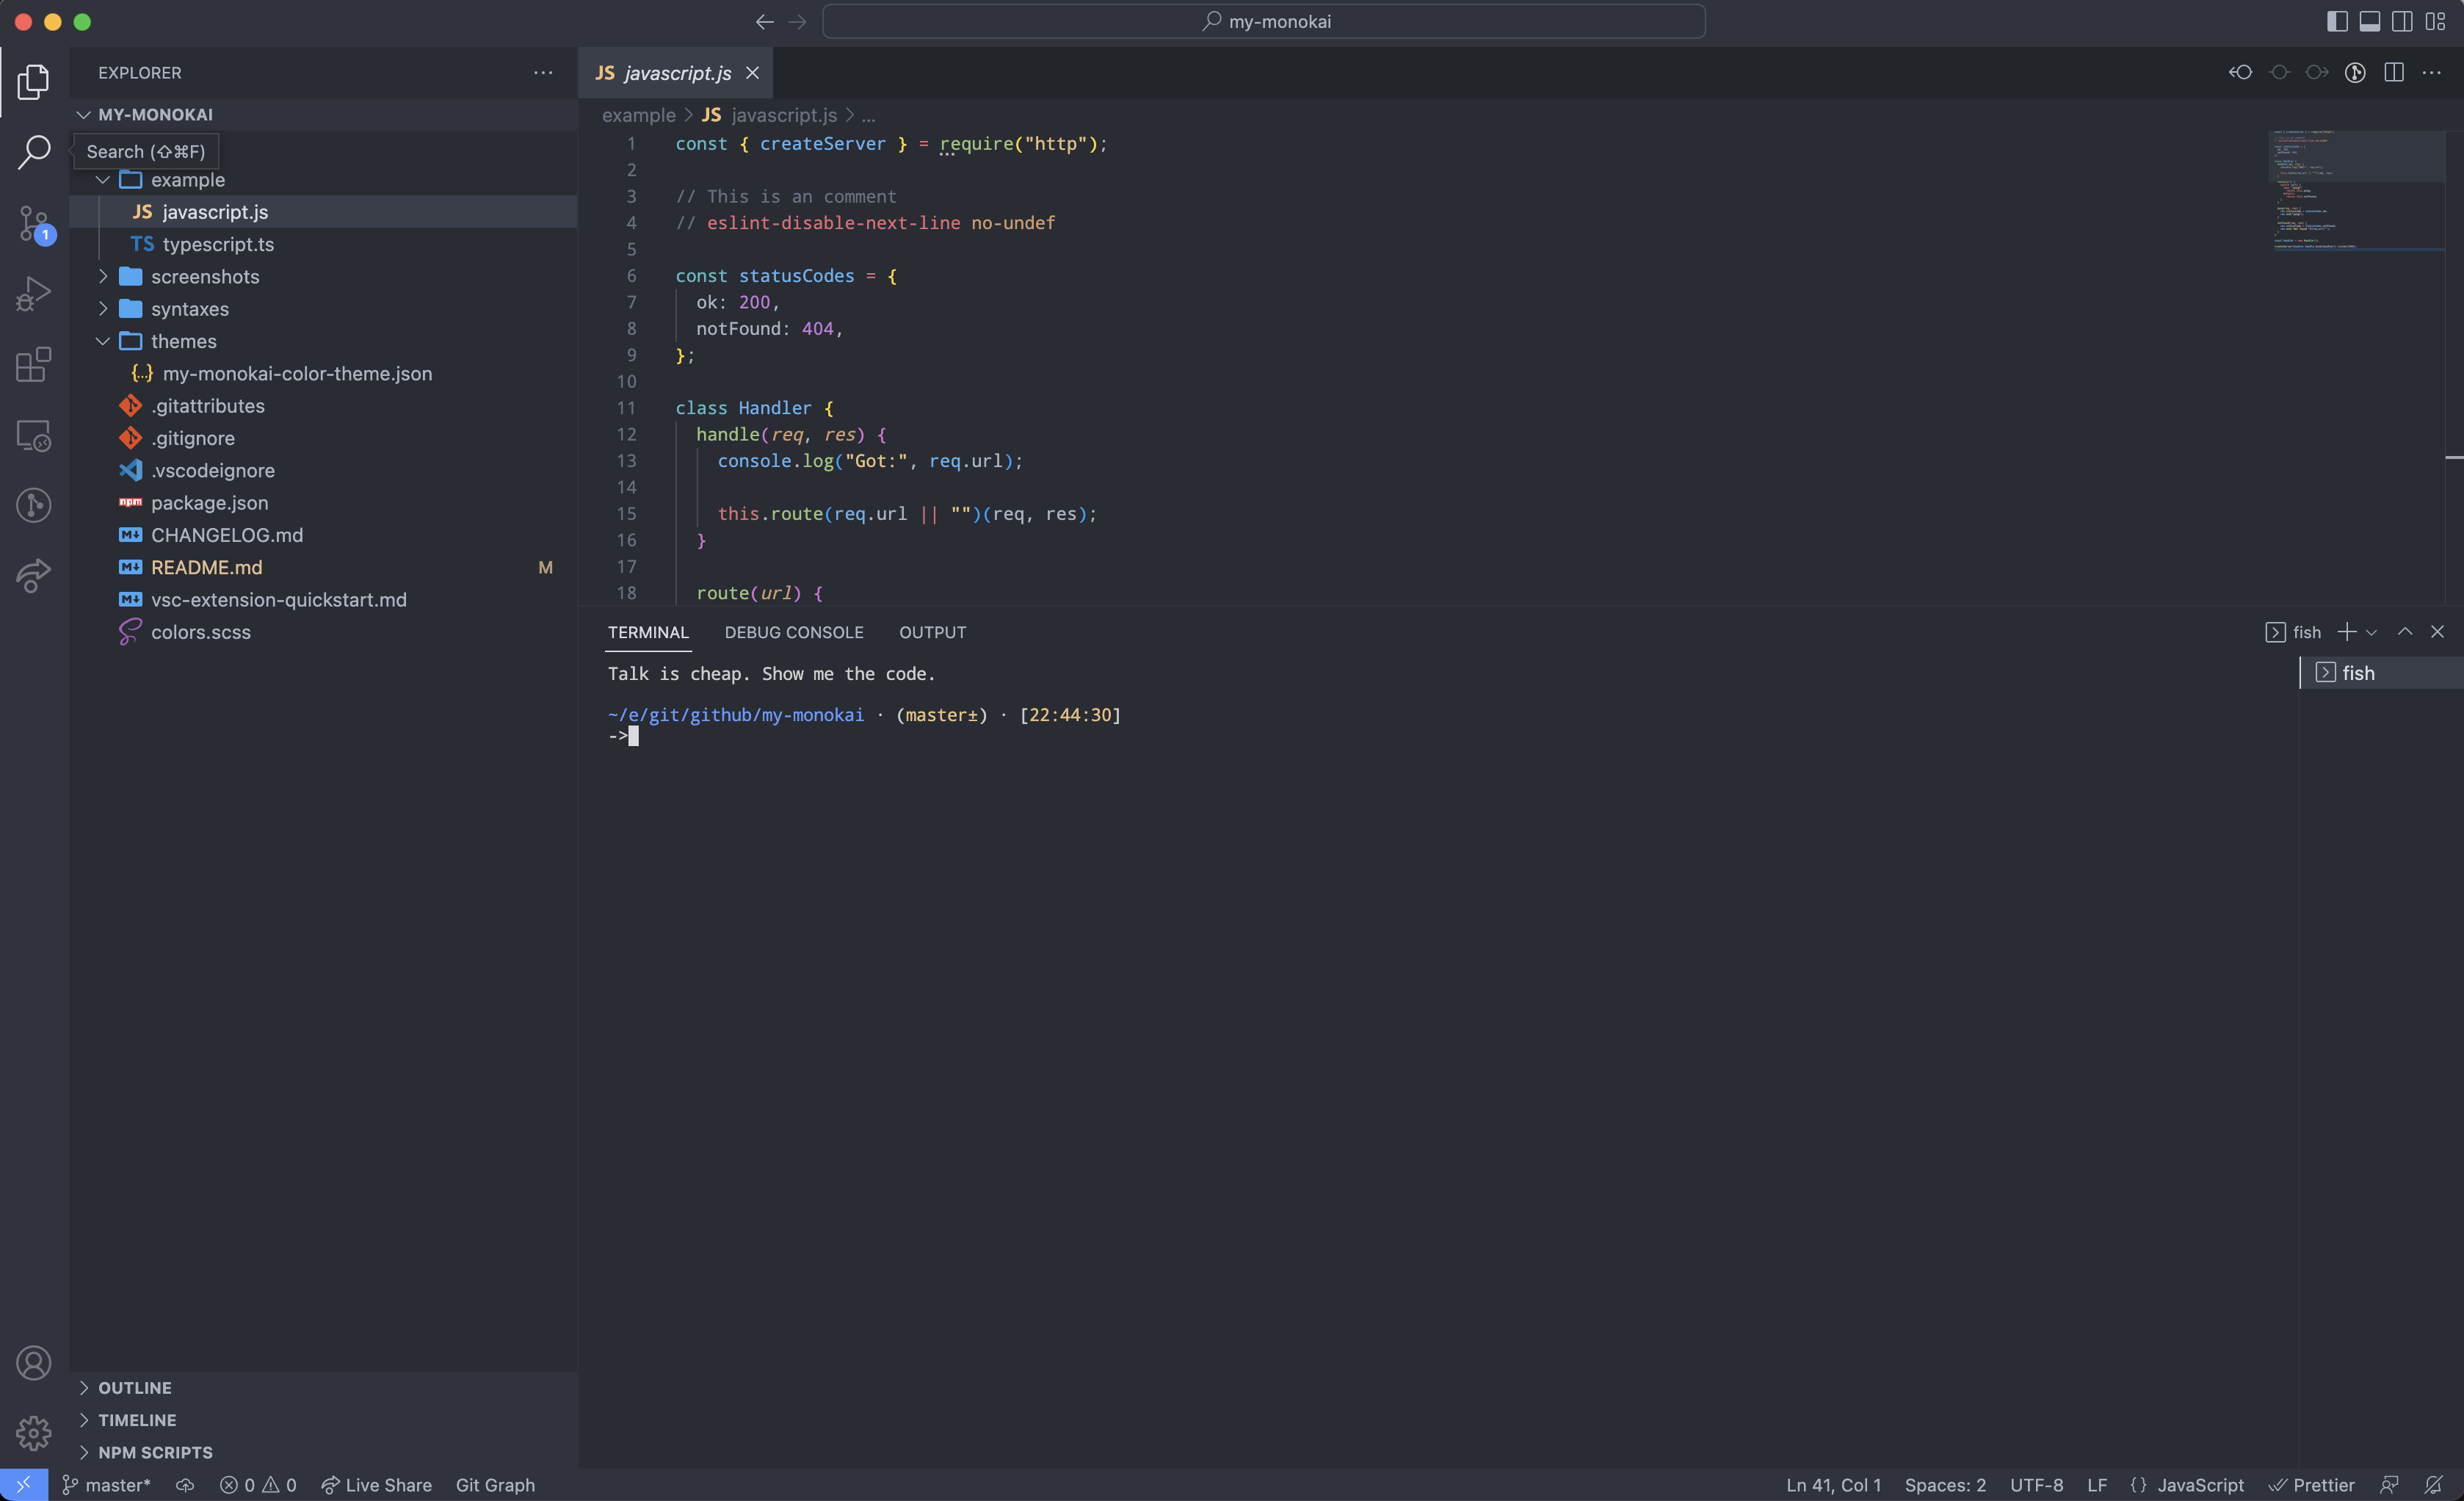 my-monokai
EXPLORER
MY-MONOKAI
Search (⇧⌘F)
example
JS javascript.js
TS typescript.ts
screenshots
syntaxes
themes
{...} my-monokai-color-theme.json
.gitattributes
.gitignore
.vscodeignore
npm package.json
M↓ CHANGELOG.md
M↓ README.md M
M↓ vsc-extension-quickstart.md
colors.scss
OUTLINE
TIMELINE
NPM SCRIPTS
1
JS javascript.js
example > JS javascript.js > ...
1 const { createServer } = require("http");
2
3 // This is an comment
4 // eslint-disable-next-line no-undef
5
6 const statusCodes = {
7 ok: 200,
8 notFound: 404,
9 };
10
11 class Handler {
12 handle(req, res) {
13 console.log("Got:", req.url);
14
15 this.route(req.url || "")(req, res);
16 }
17
18 route(url) {
TERMINAL DEBUG CONSOLE OUTPUT
fish
fish
Talk is cheap. Show me the code.
~/e/git/github/my-monokai · (master±) · [22:44:30]
->
master* 0 0 Live Share Git Graph
Ln 41, Col 1 Spaces: 2 UTF-8 LF {} JavaScript Prettier